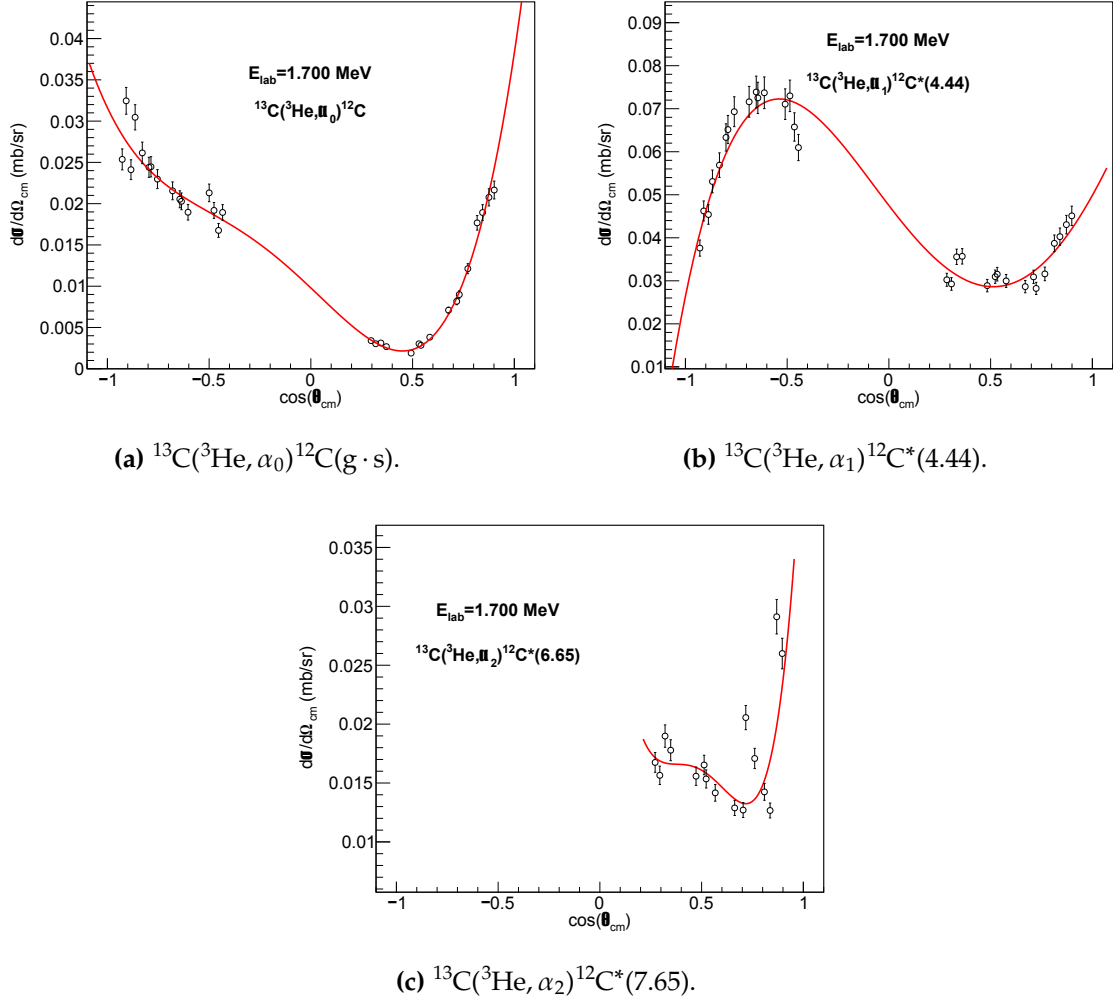 0.04
0.035
0.03
0.025
0.02
0.015
0.01
0.005
0
dσ/dΩcm (mb/sr)
Elab=1.700 MeV
13C(3He,α0)12C
−1 −0.5 0 0.5 1
cos(θcm)
0.09
0.08
0.07
0.06
0.05
0.04
0.03
0.02
0.01
dσ/dΩcm (mb/sr)
Elab=1.700 MeV
13C(3He,α1)12C*(4.44)
−1 −0.5 0 0.5 1
cos(θcm)
(a) 13C(3He, α0)12C(g · s).
(b) 13C(3He, α1)12C*(4.44).
0.035
0.03
0.025
0.02
0.015
0.01
dσ/dΩcm (mb/sr)
Elab=1.700 MeV
13C(3He,α2)12C*(6.65)
−1 −0.5 0 0.5 1
cos(θcm)
(c) 13C(3He, α2)12C*(7.65).